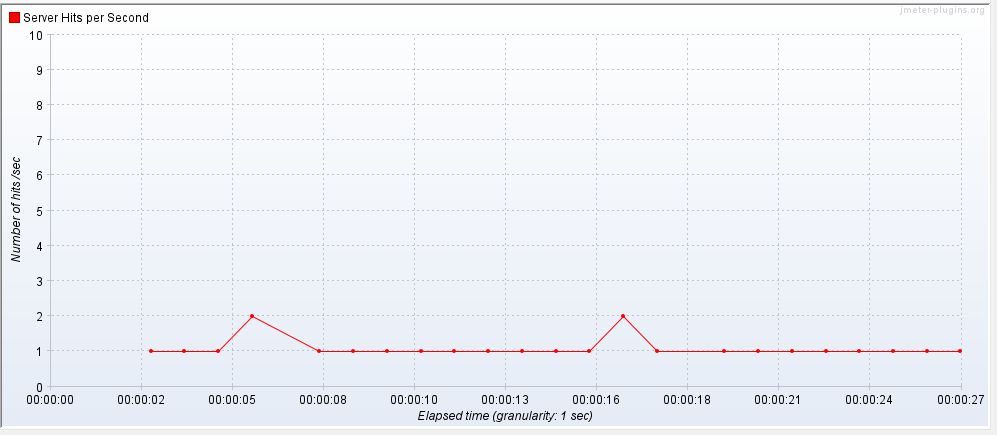 jmeter-plugins.org
Server Hits per Second
10
9
8
7
6
5
4
3
2
1
0
Number of hits /sec
00:00:00 00:00:02 00:00:05 00:00:08 00:00:10 00:00:13 00:00:16 00:00:18 00:00:21 00:00:24 00:00:27
Elapsed time (granularity: 1 sec)